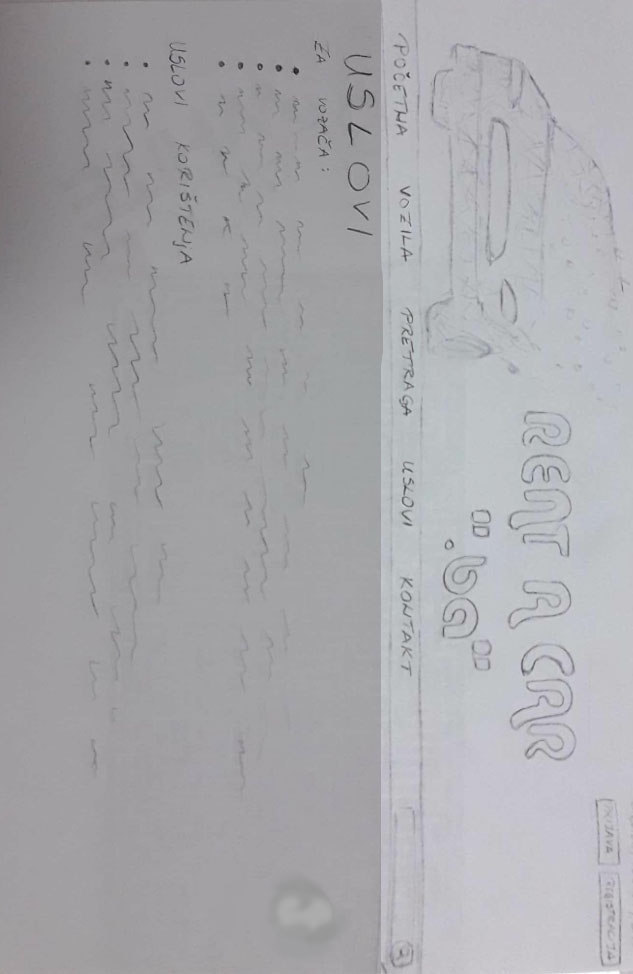 PRIJAVA REGISTRACIJA
RENT A CAR
".ba"
POČETNA VOZILA PRETRAGA USLOVI KONTAKT
USLOVI
ZA VOZAČA:
USLOVI KORIŠTENJA